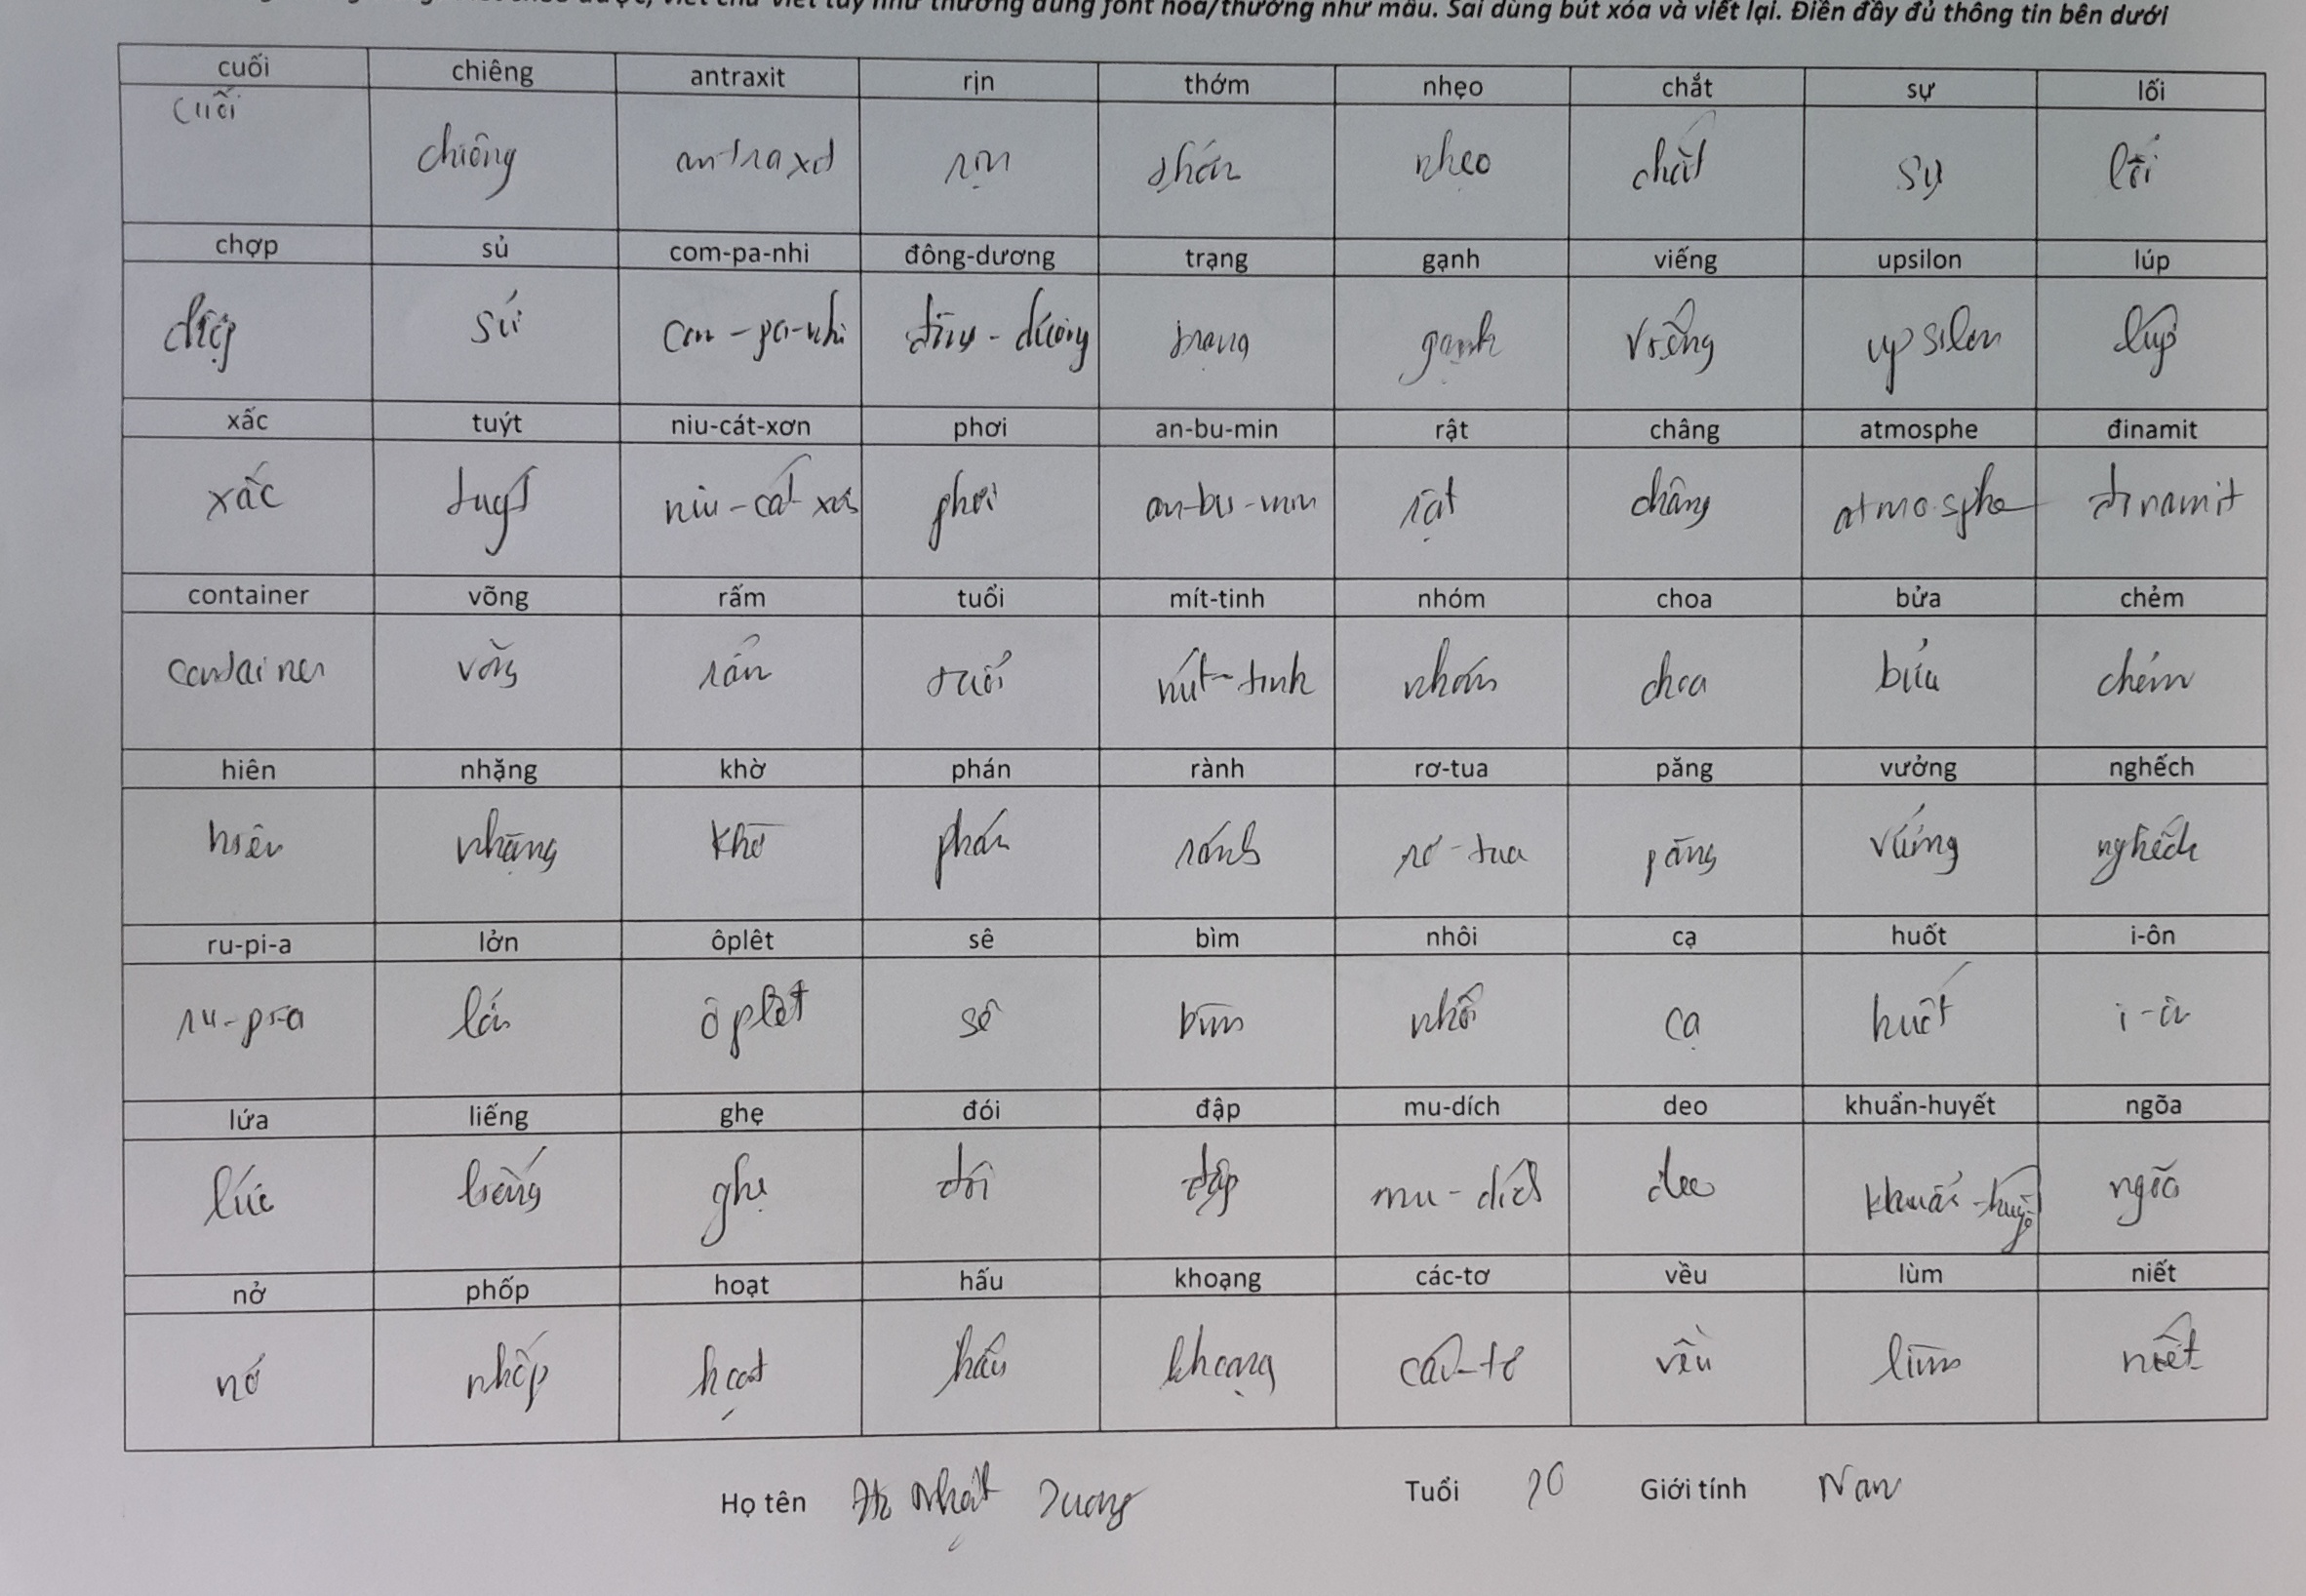 viết chữ viết tay như thường dùng font hoa/thường như mẫu. Sai dùng bút xóa và viết lại. Điền đầy đủ thông tin bên dưới
cuối chiêng antraxit rịn thớm nhẹo chắt sự lối
cuối chiêng antraxit rịn thớm nhẹo chắt sự lối
chợp sủ com-pa-nhi đông-dương trạng gạnh viếng upsilon lúp
chợp sủ com-pa-nhi đông-dương trạng gạnh viếng upsilon lúp
xấc tuýt niu-cát-xơn phơi an-bu-min rật châng atmosphe đinamit
xấc tuýt niu-cát-xơn phơi an-bu-min rật châng atmosphe đinamit
container võng rấm tuổi mít-tinh nhóm choa bửa chẻm
container võng rấm tuổi mít-tinh nhóm choa bửa chẻm
hiên nhặng khờ phán rành rơ-tua păng vưởng nghếch
hiên nhặng khờ phán rành rơ-tua păng vưởng nghếch
ru-pi-a lởn ôplêt sê bìm nhôi cạ huốt i-ôn
ru-pi-a lởn ôplêt sê bìm nhôi cạ huốt i-ôn
lứa liếng ghẹ đói đập mu-dích deo khuẩn-huyết ngõa
lứa liếng ghẹ đói đập mu-dích deo khuẩn-huyết ngõa
nở phốp hoạt hấu khoạng các-tơ vều lùm niết
nở nhốp hoạt hấu khoạng các-tơ vều lùm niết
Họ tên Nhật Dương Tuổi 20 Giới tính Nam